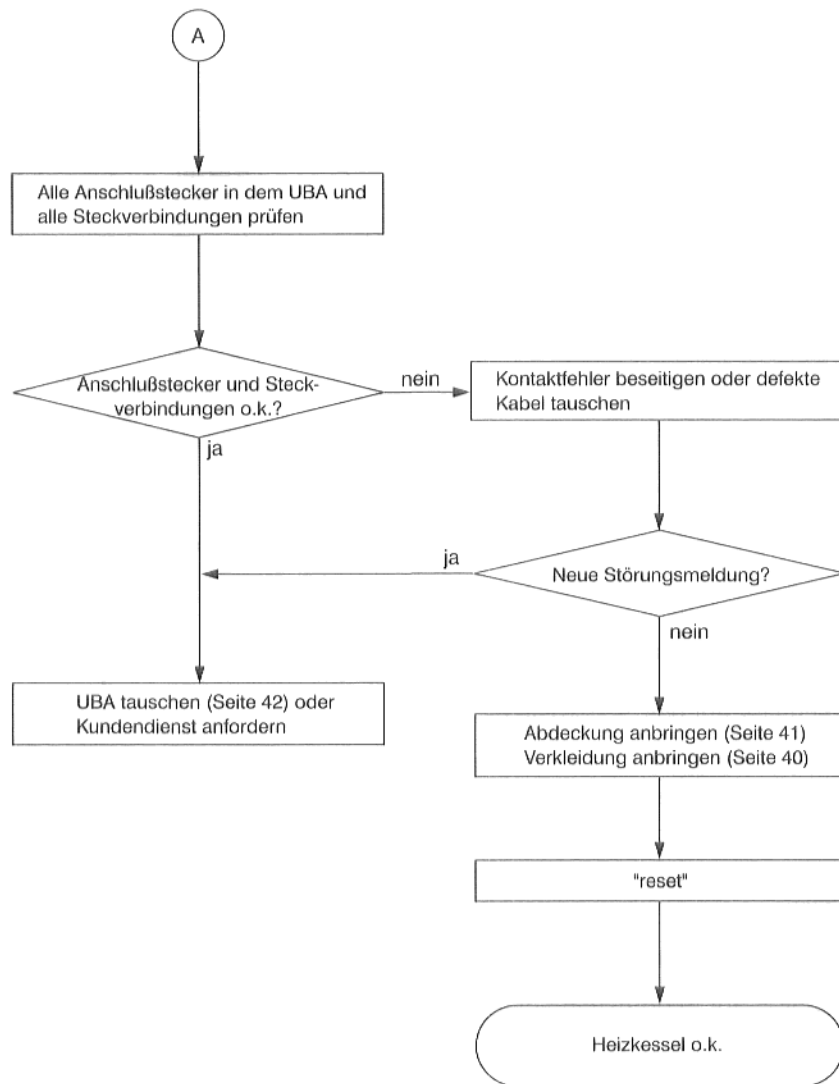 A
Alle Anschlußstecker in dem UBA und
alle Steckverbindungen prüfen
Anschlußstecker und Steck-
verbindungen o.k.?
nein
Kontaktfehler beseitigen oder defekte
Kabel tauschen
ja
ja
Neue Störungsmeldung?
nein
UBA tauschen (Seite 42) oder
Kundendienst anfordern
Abdeckung anbringen (Seite 41)
Verkleidung anbringen (Seite 40)
"reset"
Heizkessel o.k.